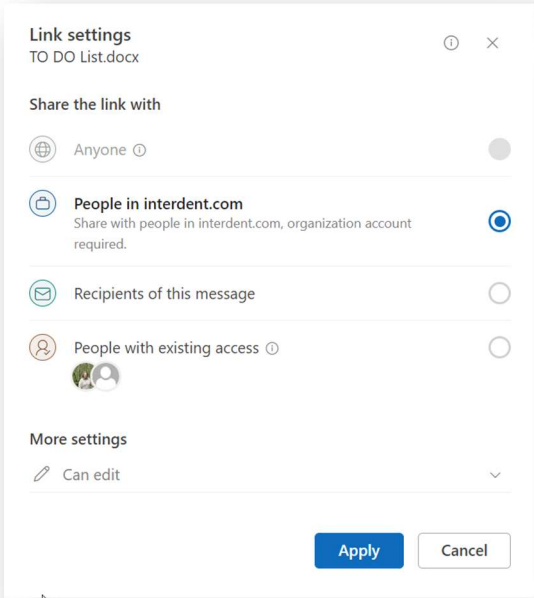 Link settings
TO DO List.docx
Share the link with
Anyone
People in interdent.com
Share with people in interdent.com, organization account
required.
Recipients of this message
People with existing access
More settings
Can edit
Apply
Cancel